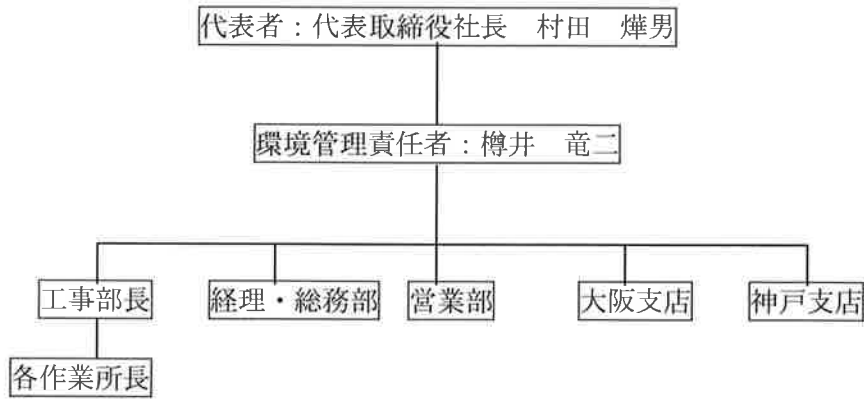 代表者：代表取締役社長　村田　燁男
環境管理責任者：樽井　竜二
工事部長
経理・総務部
営業部
大阪支店
神戸支店
各作業所長